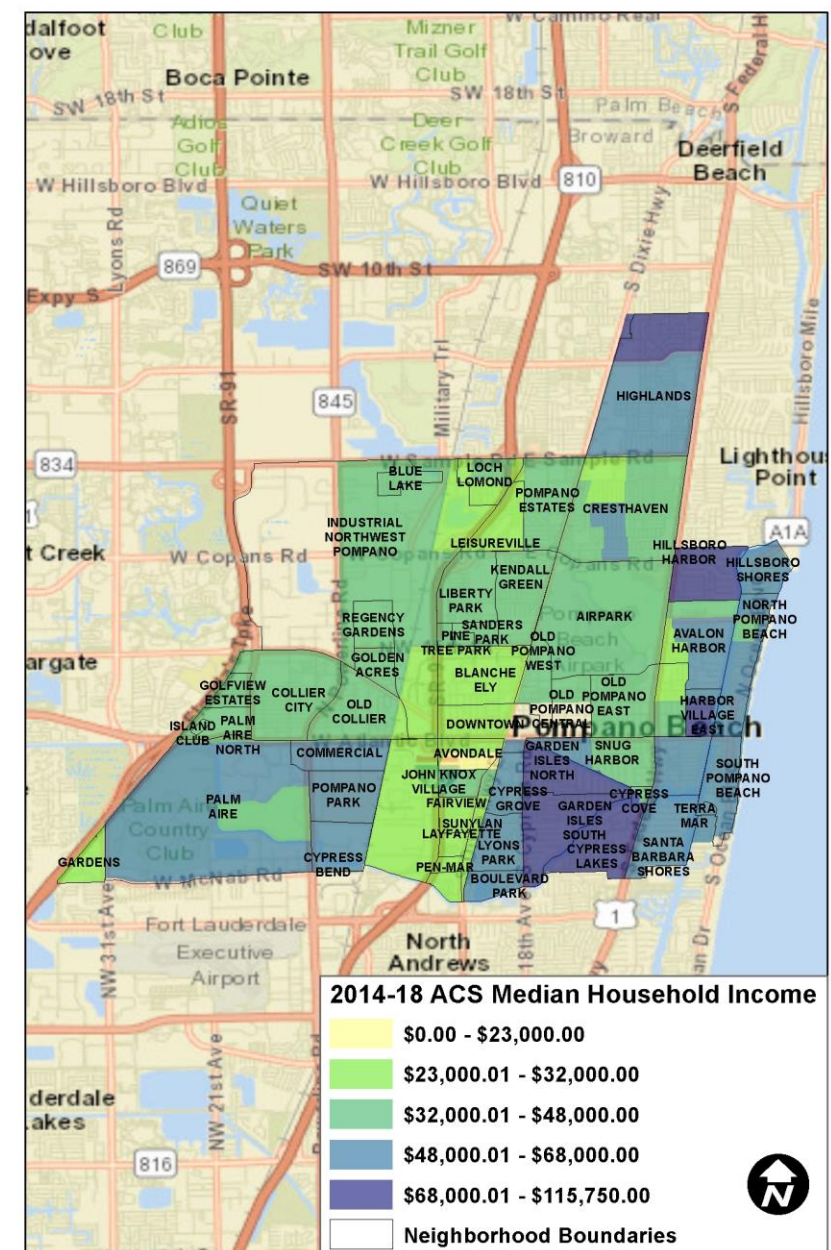 dalfoot
ove
Club
Mizner
Trail Golf
Club
W Camino Real
S Federal H
Boca Pointe
SW 18th St
SW 18th St
Palm Beach
Adios
Golf
Club
Deer
Creek Golf
Club
Broward
Deerfield
Beach
W Hillsboro Blvd
W Hillsboro Blvd
810
Lyons Rd
Quiet
Waters
Park
S Dixie Hwy
869
SW 10th St
Expy S
Military Trl
Hillsboro Mile
SR-91
845
HIGHLANDS
834
W Sample Rd E Sample Rd
Lighthou
Point
BLUE
LAKE
LOCH
LOMOND
POMPANO
ESTATES
CRESTHAVEN
INDUSTRIAL
NORTHWEST
POMPANO
A1A
t Creek
W Copans Rd
LEISUREVILLE
HILLSBORO
HARBOR
HILLSBORO
SHORES
KENDALL
GREEN
LIBERTY
PARK
NORTH
POMPANO
BEACH
REGENCY
GARDENS
SANDERS
PARK
AIRPARK
PINE
TREE PARK
OLD
POMPANO
WEST
AVALON
HARBOR
argate
GOLDEN
ACRES
BLANCHE
ELY
GOLFVIEW
ESTATES
COLLIER
CITY
OLD
COLLIER
OLD
POMPANO
CENTRAL
OLD
POMPANO
EAST
HARBOR
VILLAGE
EAST
ISLAND
CLUB
PALM
AIRE
NORTH
DOWNTOWN
Pompano Beach
COMMERCIAL
AVONDALE
GARDEN
ISLES
NORTH
SNUG
HARBOR
SOUTH
POMPANO
BEACH
JOHN KNOX
VILLAGE
POMPANO
PARK
FAIRVIEW
CYPRESS
GROVE
CYPRESS
COVE
PALM
AIRE
Palm Aire
Country
Club
GARDEN
ISLES
SOUTH
TERRA
MAR
SUNYLAN
LAYFAYETTE
LYONS
PARK
CYPRESS
LAKES
SANTA
BARBARA
SHORES
GARDENS
CYPRESS
BEND
PEN-MAR
BOULEVARD
PARK
W McNab Rd
NW 31st Ave
Fort Lauderdale
Executive
Airport
North
Andrews
18th Ave
1
2014-18 ACS Median Household Income
$0.00 - $23,000.00
$23,000.01 - $32,000.00
$32,000.01 - $48,000.00
$48,000.01 - $68,000.00
$68,000.01 - $115,750.00
Neighborhood Boundaries
N
derdale
akes
NW 21st Ave
816